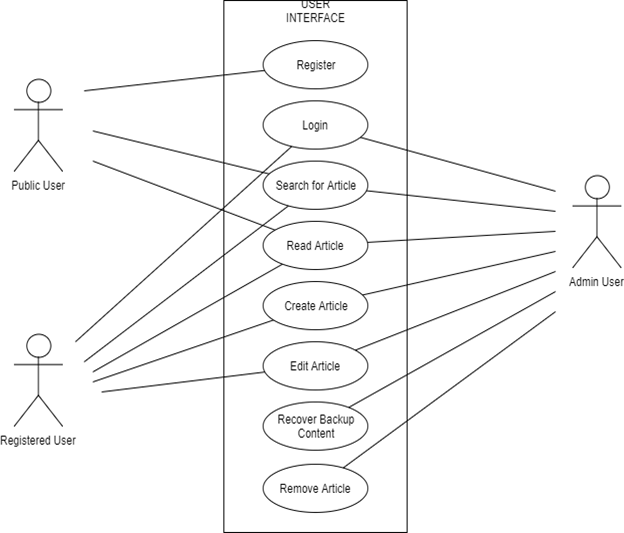 USER
INTERFACE
Register
Login
Public User
Search for Article
Read Article
Admin User
Create Article
Edit Article
Registered User
Recover Backup
Content
Remove Article